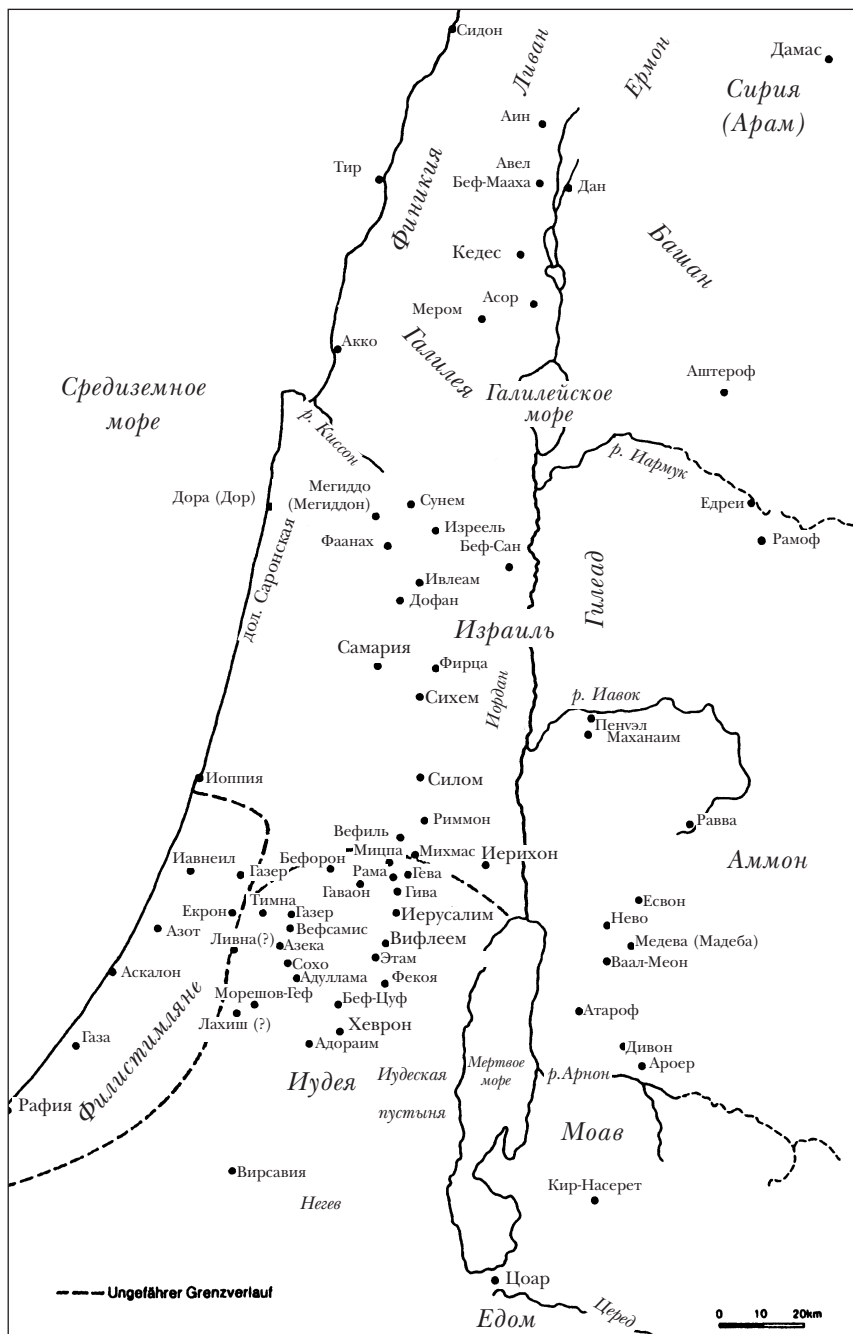 Сидон
Ливан
Ермон
Дамас
Сирия
(Арам)
Аин
Тир
Финикия
Авел
Беф-Мааха
Дан
Кедес
Башан
Мером
Асор
Акко
Галилея
Средиземное
море
Галилейское
море
Аштероф
р. Киссон
р. Иармук
Дора (Дор)
Мегиддо
(Мегиддон)
Сунем
Едреи
Изреель
Фаанах
Беф-Сан
Рамоф
дол. Саронская
Ивлеам
Дофан
Гилеад
Израиль
Самария
Фирца
Сихем
Иордан
р. Иавок
Пенуэл
Маханаим
Иоппия
Силом
Риммон
Равва
Вефиль
Мицпа
Михмас
Иерихон
Аммон
Иавнеил
Газер
Бефорон
Рама
Гева
Гаваон
Гива
Есвон
Екрон
Тимна
Газер
Иерусалим
Нево
Азот
Вефсамис
Ливна(?)
Азека
Вифлеем
Медева (Мадеба)
Этам
Ваал-Меон
Аскалон
Сохо
Адуллама
Фекоя
Морешов-Геф
Беф-Цуф
Атароф
Лахиш (?)
Хеврон
Газа
Адораим
Дивон
Ароер
Филистимляне
Иудея
Иудеская
пустыня
Мертвое
море
р.Арнон
Рафия
Моав
Вирсавия
Негев
Кир-Насерет
Цоар
Ungefährer Grenzverlauf
Едом
Церед
0 10 20km